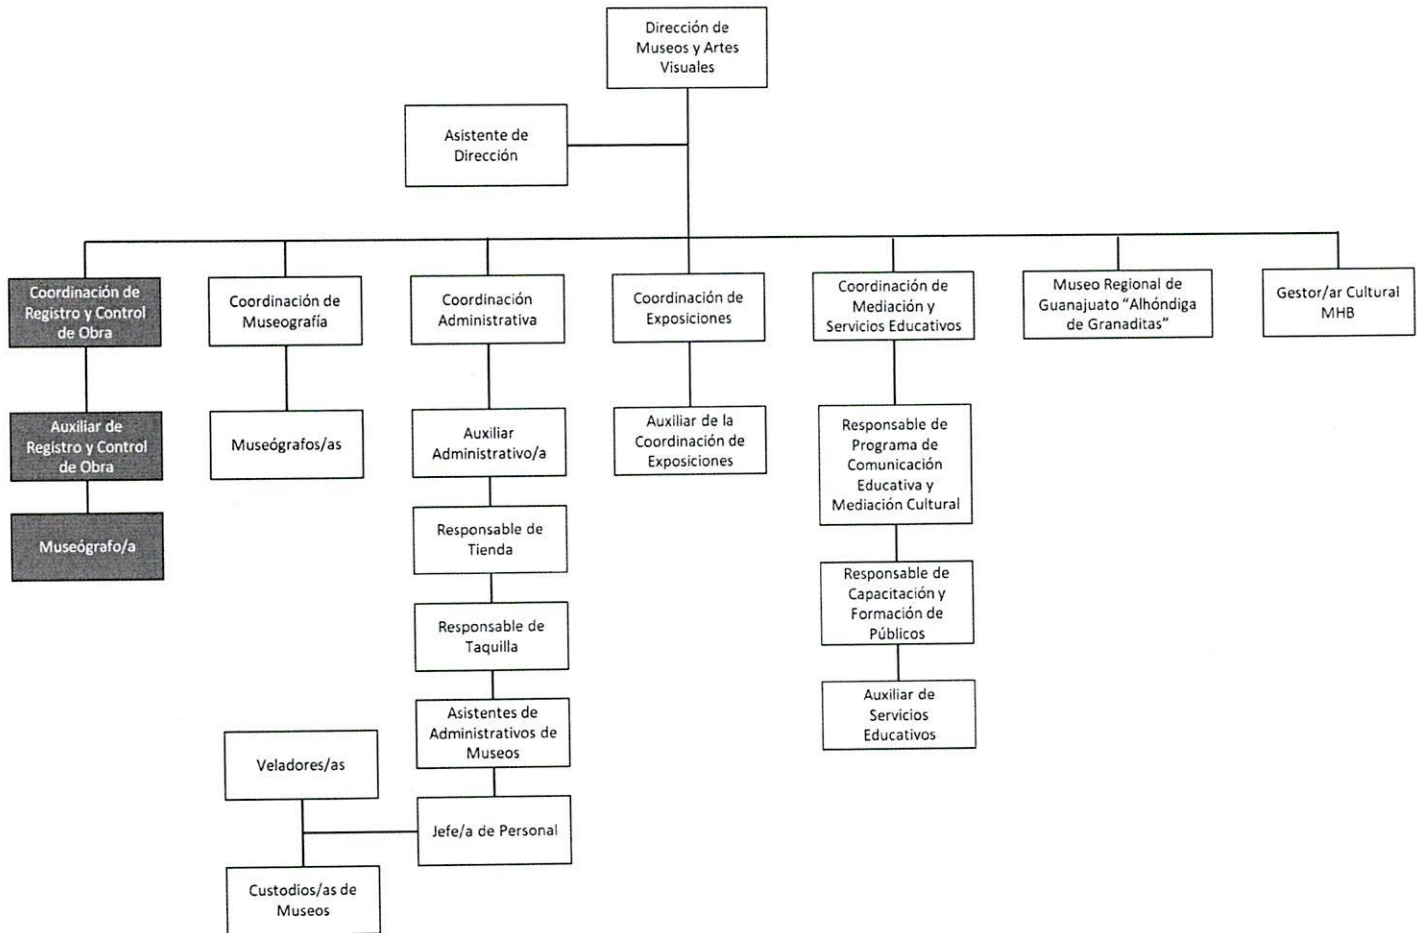 Dirección de
Museos y Artes
Visuales
Asistente de
Dirección
Coordinación de
Registro y Control
de Obra
Coordinación de
Museografía
Coordinación
Administrativa
Coordinación de
Exposiciones
Coordinación de
Mediación y
Servicios Educativos
Museo Regional de
Guanajuato “Alhóndiga
de Granaditas”
Gestor/ar Cultural
MHB
Auxiliar de
Registro y Control
de Obra
Museógrafos/as
Auxiliar
Administrativo/a
Auxiliar de la
Coordinación de
Exposiciones
Responsable de
Programa de
Comunicación
Educativa y
Mediación Cultural
Museógrafo/a
Responsable de
Tienda
Responsable de
Capacitación y
Formación de
Públicos
Responsable de
Taquilla
Auxiliar de
Servicios
Educativos
Asistentes de
Administrativos de
Museos
Veladores/as
Jefe/a de Personal
Custodios/as de
Museos